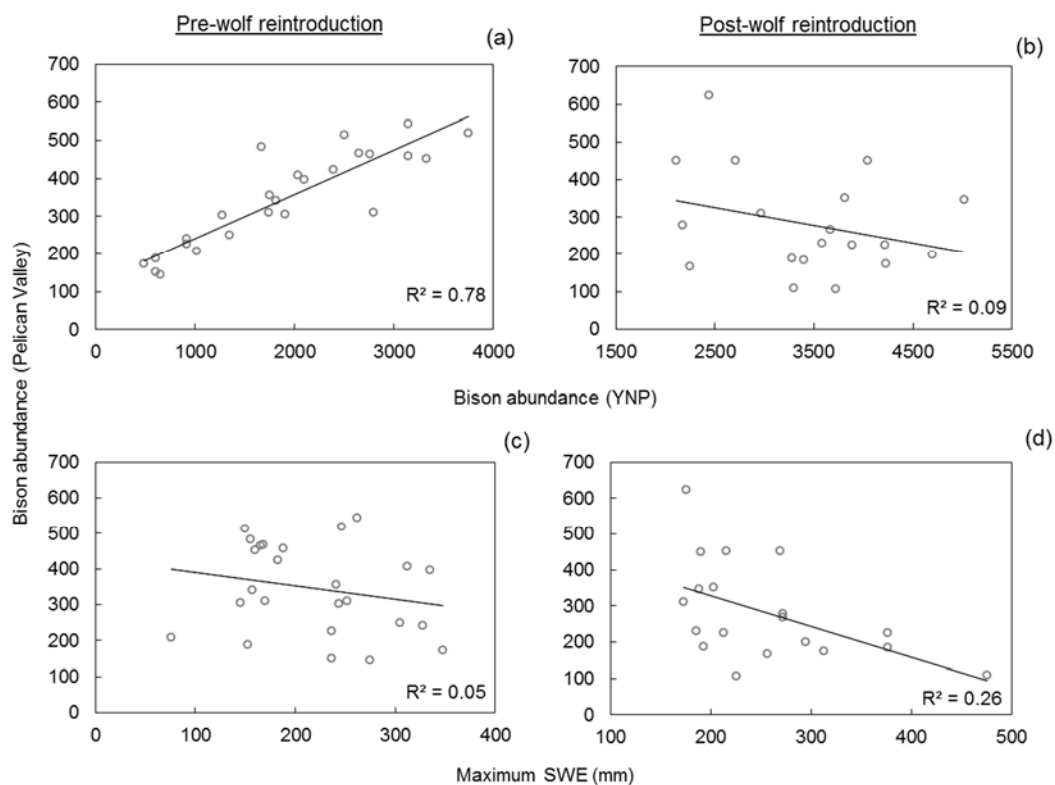 Pre-wolf reintroduction
Post-wolf reintroduction
(a)
700
600
500
400
300
200
100
0
R² = 0.78
0 1000 2000 3000 4000
(b)
700
600
500
400
300
200
100
0
R² = 0.09
1500 2500 3500 4500 5500
Bison abundance (YNP)
Bison abundance (Pelican Valley)
(c)
700
600
500
400
300
200
100
0
R² = 0.05
0 100 200 300 400
(d)
700
600
500
400
300
200
100
0
R² = 0.26
100 200 300 400 500
Maximum SWE (mm)